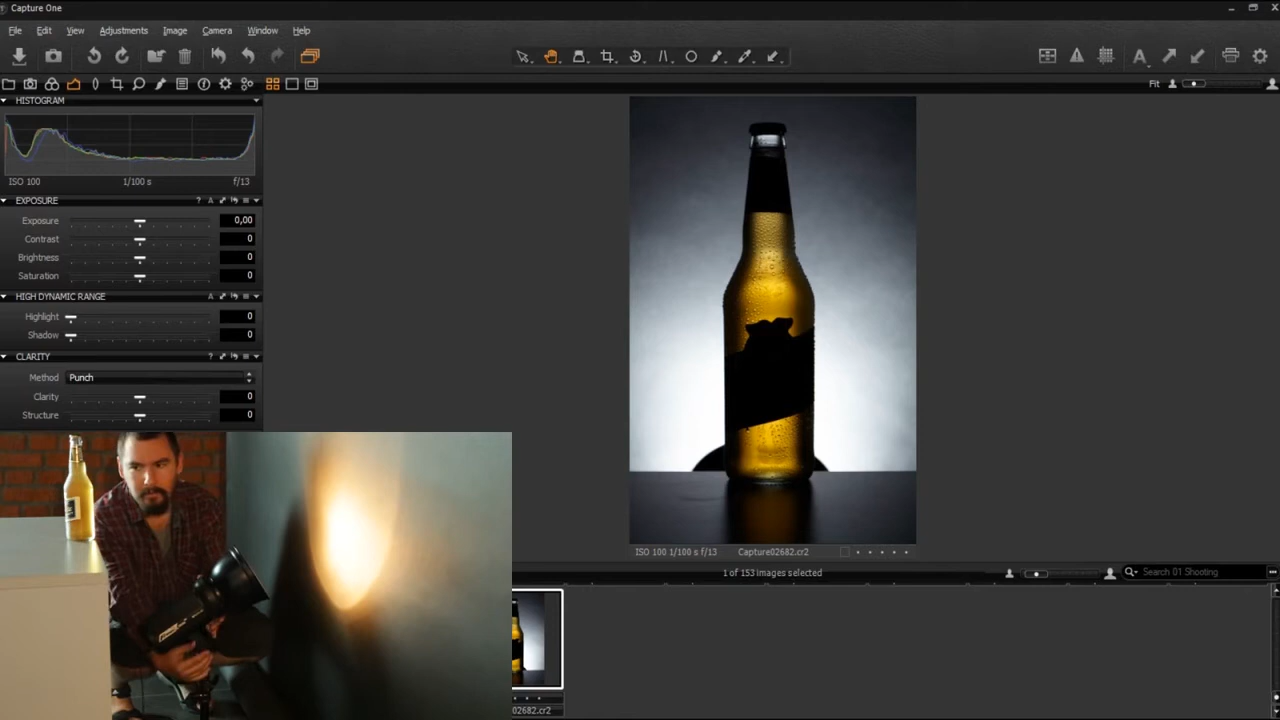 Capture One
File Edit View Adjustments Image Camera Window Help
Fit
HISTOGRAM
ISO 100 1/100 s f/13
EXPOSURE ? A
Exposure 0,00
Contrast 0
Brightness 0
Saturation 0
HIGH DYNAMIC RANGE A
Highlight 0
Shadow 0
CLARITY ?
Method Punch
Clarity 0
Structure 0
ISO 100 1/100 s f/13 Capture02682.cr2
1 of 153 images selected
Search 01 Shooting
02682.cr2